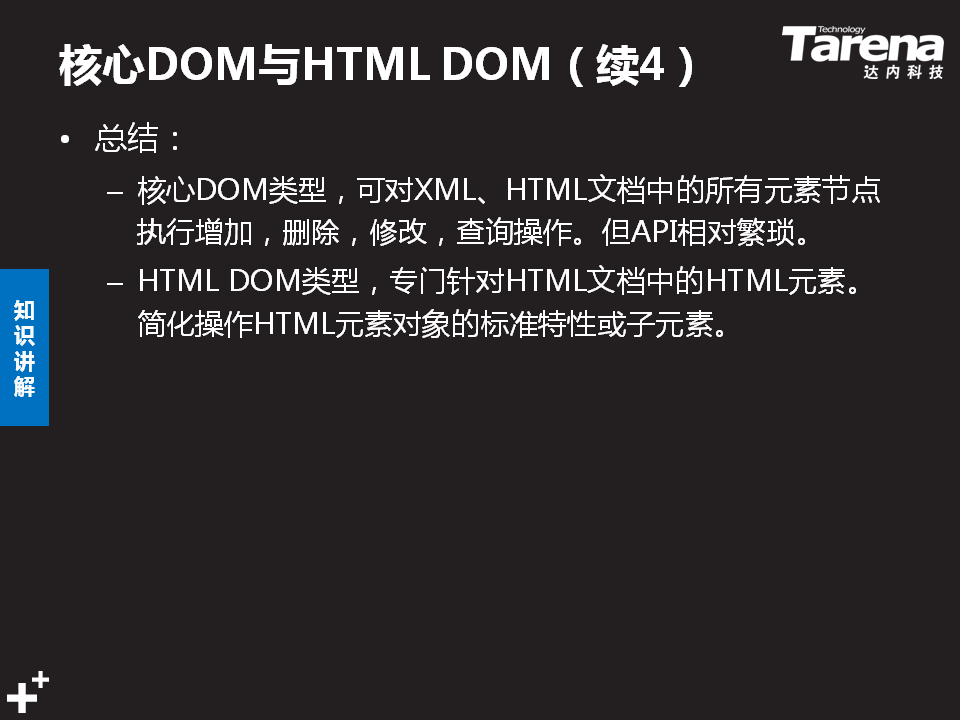 核心DOM与HTML DOM（续4）
Technology
Tarena
达内科技
• 总结：
– 核心DOM类型，可对XML、HTML文档中的所有元素节点
执行增加，删除，修改，查询操作。但API相对繁琐。
– HTML DOM类型，专门针对HTML文档中的HTML元素。
简化操作HTML元素对象的标准特性或子元素。
知
识
讲
解